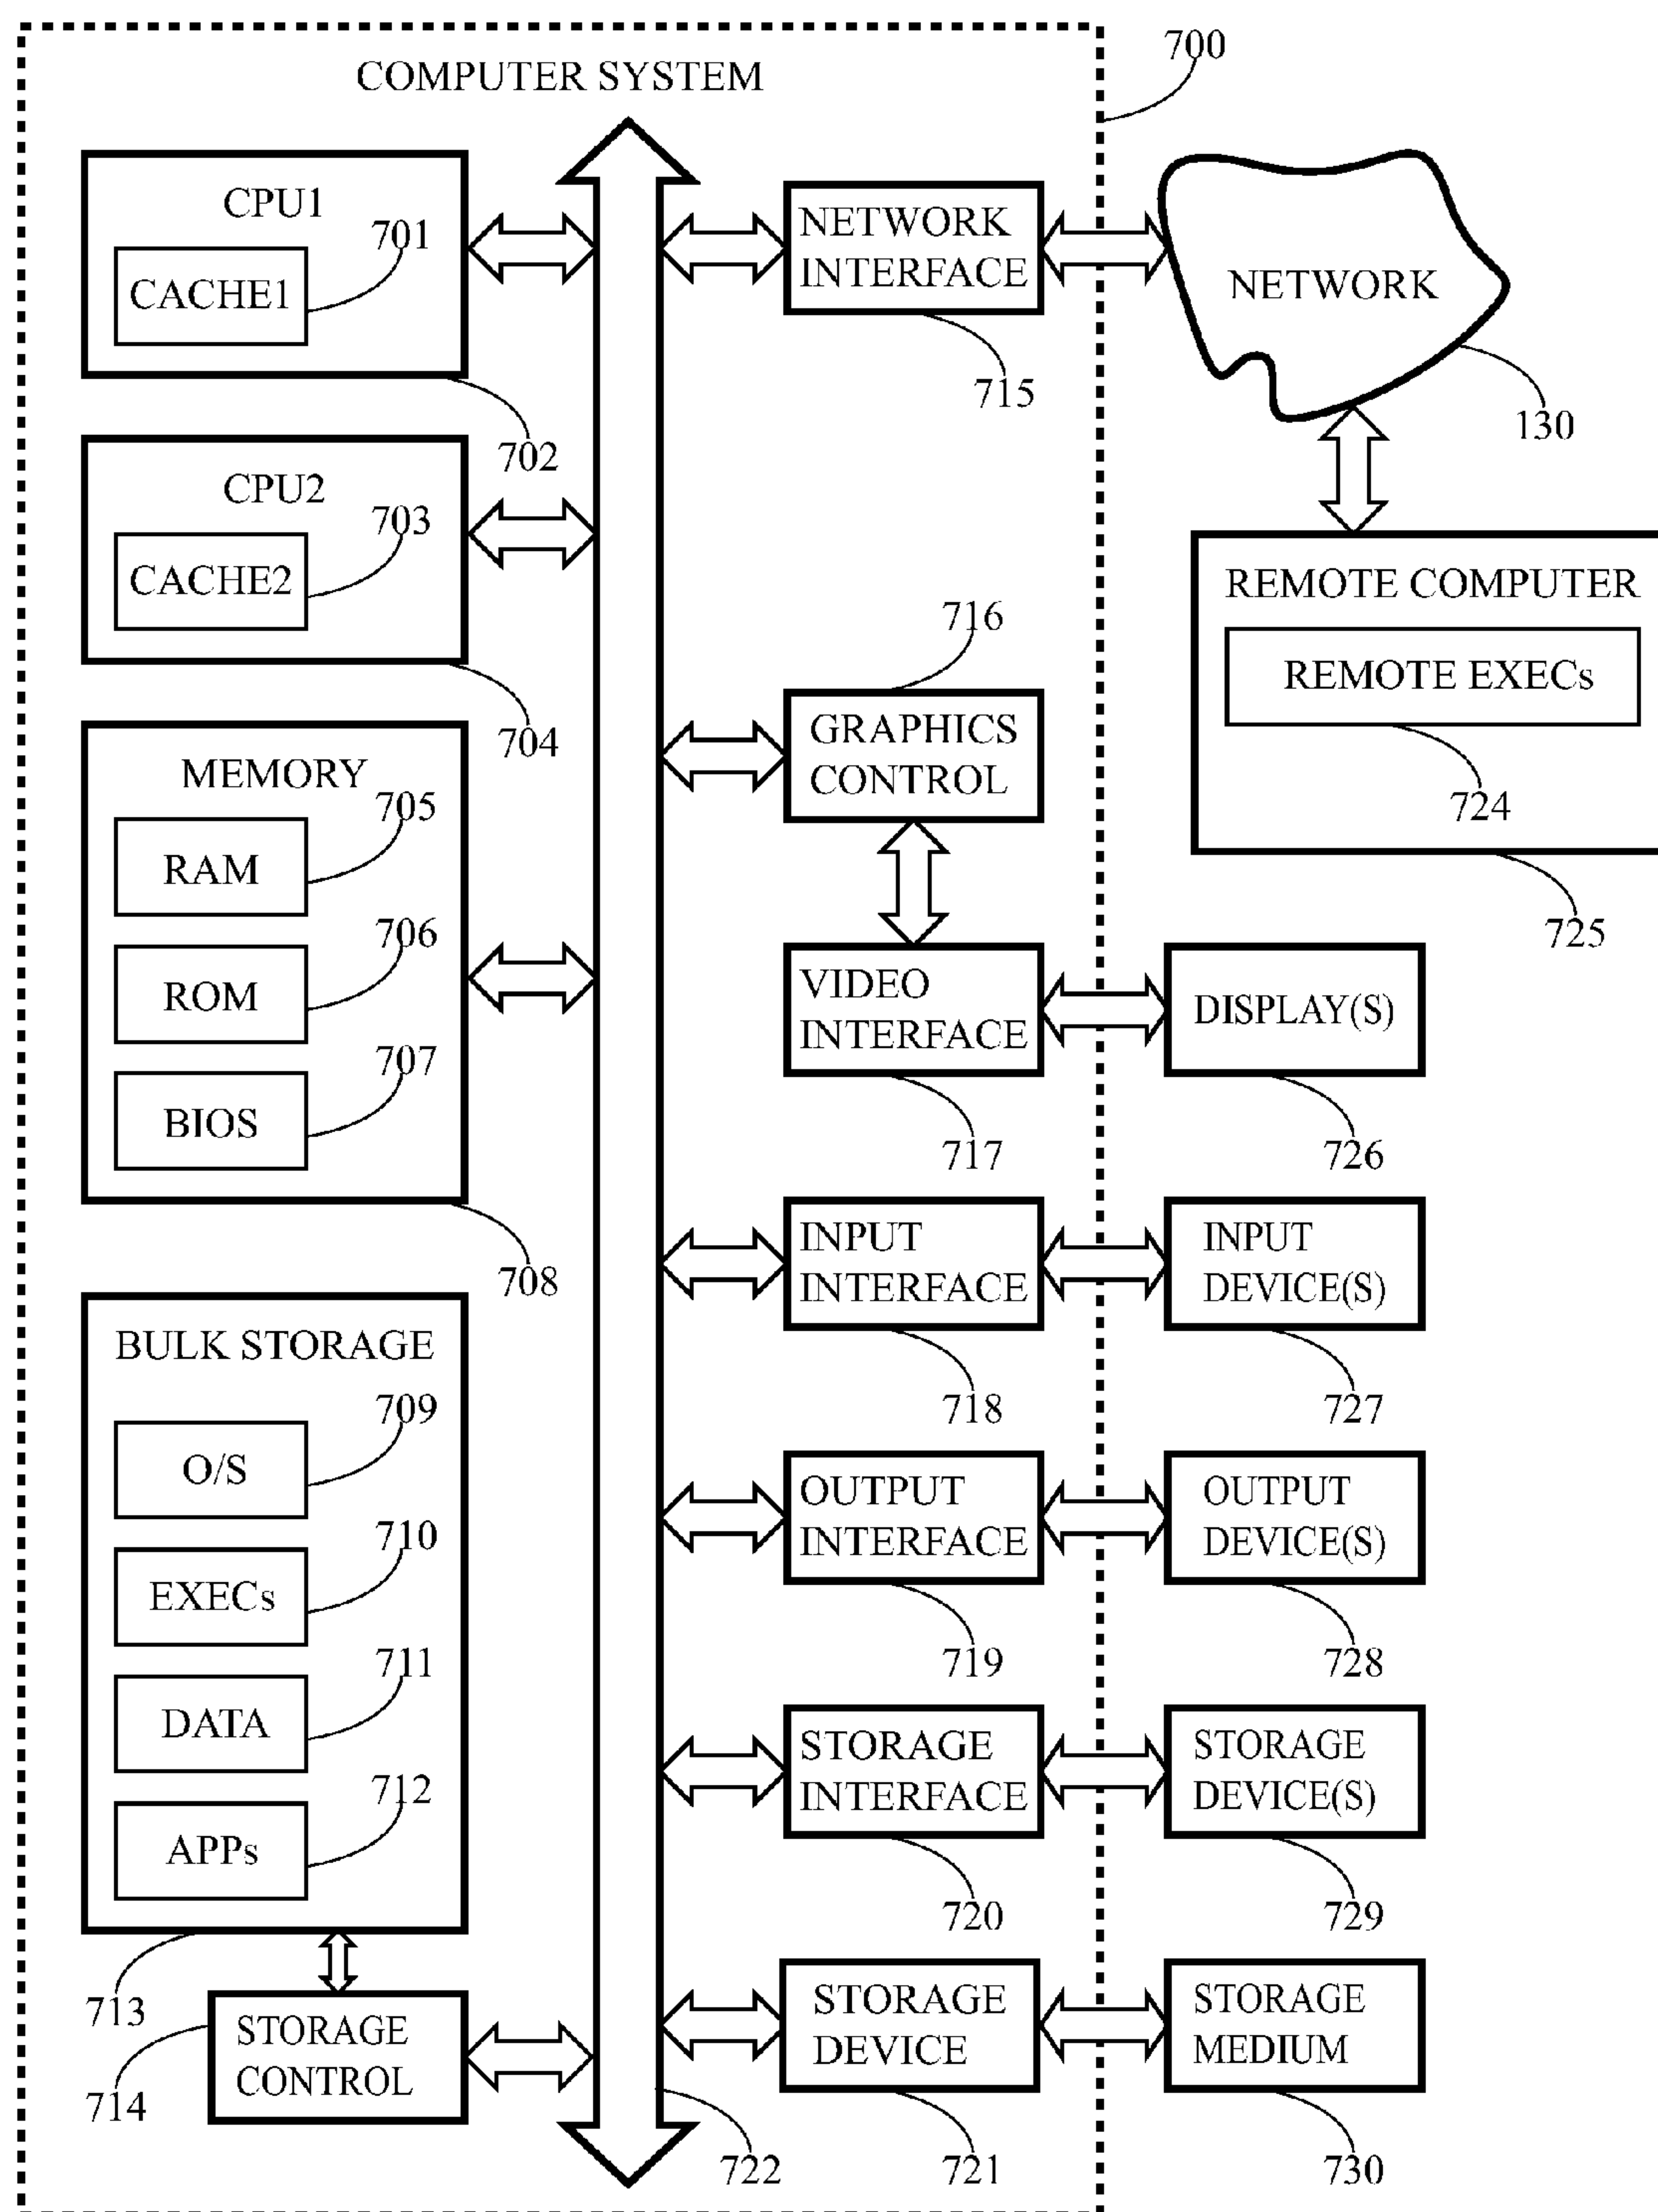 700
COMPUTER SYSTEM
CPU1
701
CACHE1
702
CPU2
703
CACHE2
704
MEMORY
705
RAM
706
ROM
707
BIOS
708
BULK STORAGE
709
O/S
710
EXECs
711
DATA
712
APPs
713
STORAGE
CONTROL
714
722
NETWORK
INTERFACE
715
NETWORK
130
REMOTE COMPUTER
REMOTE EXECs
724
725
716
GRAPHICS
CONTROL
VIDEO
INTERFACE
717
DISPLAY(S)
726
INPUT
INTERFACE
718
INPUT
DEVICE(S)
727
OUTPUT
INTERFACE
719
OUTPUT
DEVICE(S)
728
STORAGE
INTERFACE
720
STORAGE
DEVICE(S)
729
STORAGE
DEVICE
721
STORAGE
MEDIUM
730